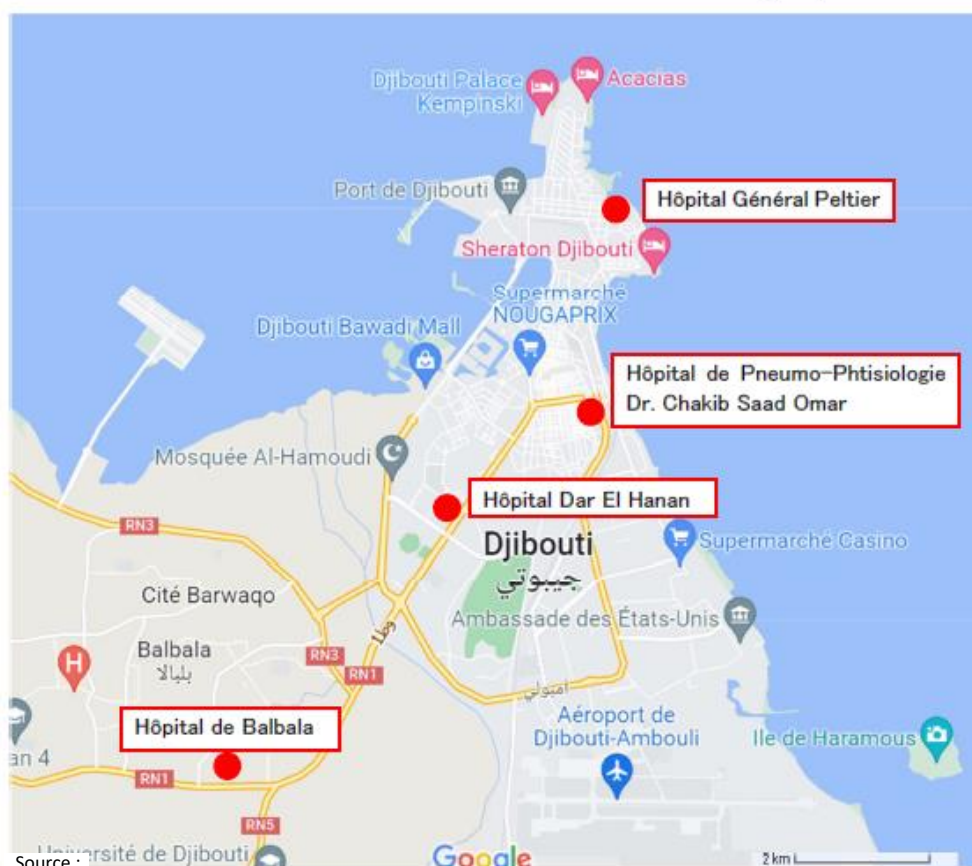 Djibouti Palace
Kempinski
Acacias
Port de Djibouti
Hôpital Général Peltier
Sheraton Djibouti
Supermarché
NOUGAPRIX
Djibouti Bawadi Mall
Hôpital de Pneumo-Phtisiologie
Dr. Chakib Saad Omar
Mosquée Al-Hamoudi
Hôpital Dar El Hanan
RN3
Djibouti
جيبوتي
Supermarché Casino
Cité Barwaqo
Ambassade des États-Unis
Balbala
بلبالا
RN3
RN1
H
امبولي
Hôpital de Balbala
Aéroport de
Djibouti-Ambouli
Ile de Haramous
an 4
RN1
RN5
Université de Djibouti
Source :
Google
2 km